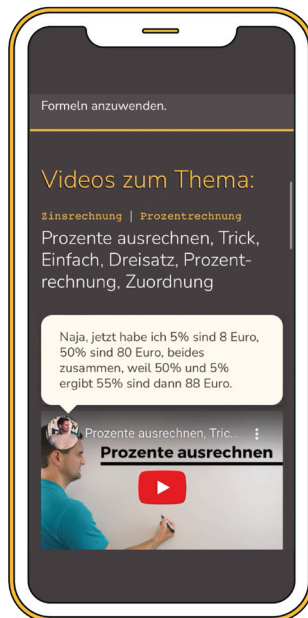 Formeln anzuwenden.
Videos zum Thema:
Zinsrechnung | Prozentrechnung
Prozente ausrechnen, Trick,
Einfach, Dreisatz, Prozent-
rechnung, Zuordnung
Naja, jetzt habe ich 5% sind 8 Euro,
50% sind 80 Euro, beides
zusammen, weil 50% und 5%
ergibt 55% sind dann 88 Euro.
Prozente ausrechnen, Tric...
Prozente ausrechnen